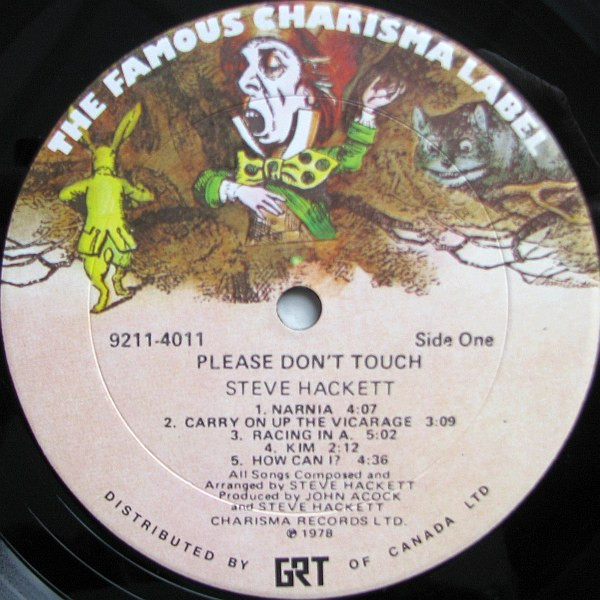 THE FAMOUS CHARISMA LABEL
9211-4011
Side One
PLEASE DON'T TOUCH
STEVE HACKETT
1. NARNIA 4:07
2. CARRY ON UP THE VICARAGE 3:09
3. RACING IN A. 5:02
4. KIM 2:12
5. HOW CAN I? 4:36
All Songs Composed and
Arranged by STEVE HACKETT
Produced by JOHN ACOCK
and STEVE HACKETT
CHARISMA RECORDS LTD.
℗ 1978
DISTRIBUTED BY GRT OF CANADA LTD